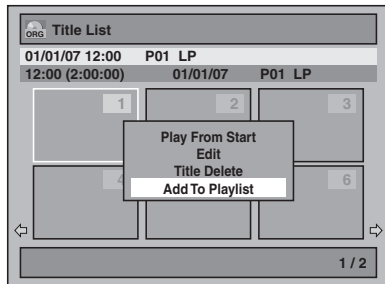 ORG Title List
01/01/07 12:00 P01 LP
12:00 (2:00:00) 01/01/07 P01 LP
1 2 3
Play From Start
Edit
Title Delete
Add To Playlist
4 6
1 / 2